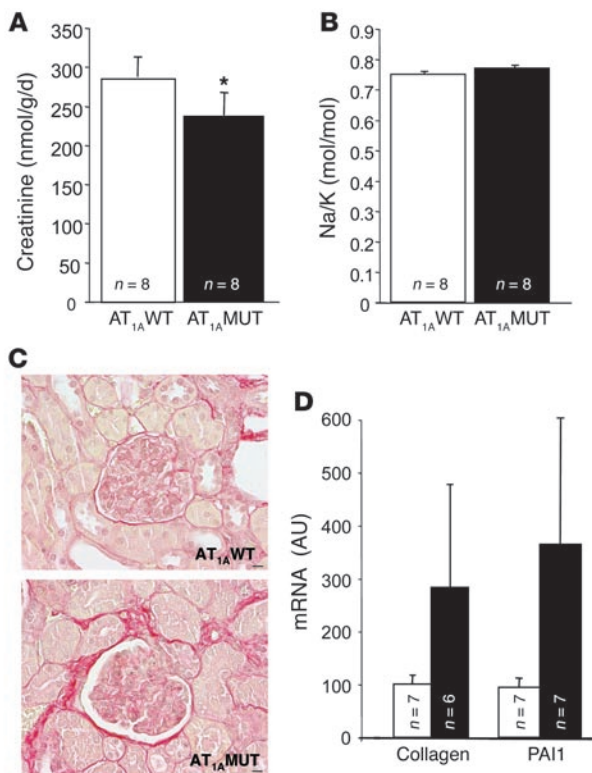 A
Creatinine (nmol/g/d)
350
300
250
200
150
100
50
0
*
n = 8
n = 8
AT1AWT
AT1AMUT
B
Na/K (mol/mol)
0.9
0.8
0.7
0.6
0.5
0.4
0.3
0.2
0.1
0
n = 8
n = 8
AT1AWT
AT1AMUT
C
AT1AWT
AT1AMUT
D
mRNA (AU)
600
500
400
300
200
100
0
n = 7
n = 6
n = 7
n = 7
Collagen
PAI1